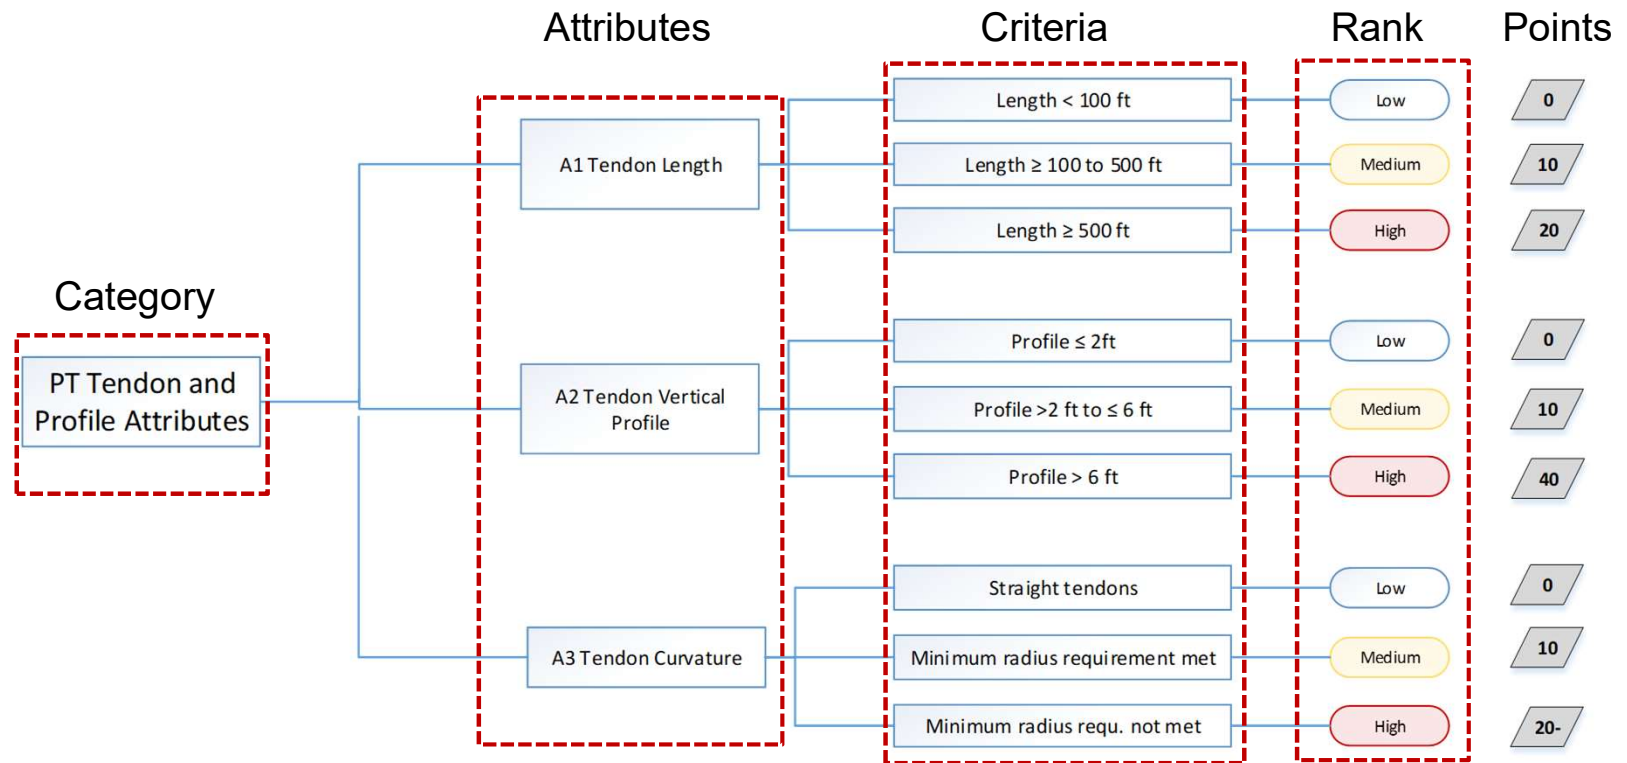 Attributes
Criteria
Rank
Points
Category
PT Tendon and
Profile Attributes
A1 Tendon Length
Length < 100 ft
Low
0
Length ≥ 100 to 500 ft
Medium
10
Length ≥ 500 ft
High
20
A2 Tendon Vertical
Profile
Profile ≤ 2ft
Low
0
Profile >2 ft to ≤ 6 ft
Medium
10
Profile > 6 ft
High
40
A3 Tendon Curvature
Straight tendons
Low
0
Minimum radius requirement met
Medium
10
Minimum radius requ. not met
High
20-